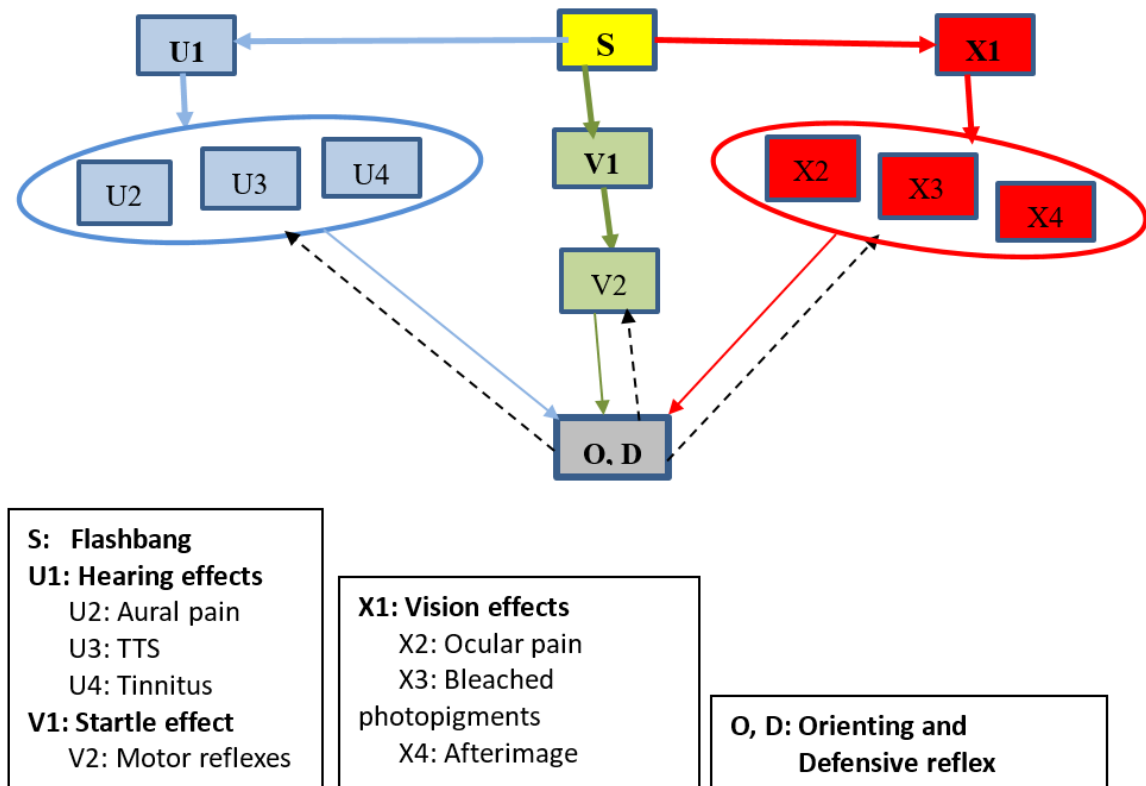 U1
S
X1
U2
U3
U4
V1
X2
X3
X4
V2
O, D
S: Flashbang
U1: Hearing effects
U2: Aural pain
U3: TTS
U4: Tinnitus
V1: Startle effect
V2: Motor reflexes
X1: Vision effects
X2: Ocular pain
X3: Bleached
photopigments
X4: Afterimage
O, D: Orienting and
Defensive reflex